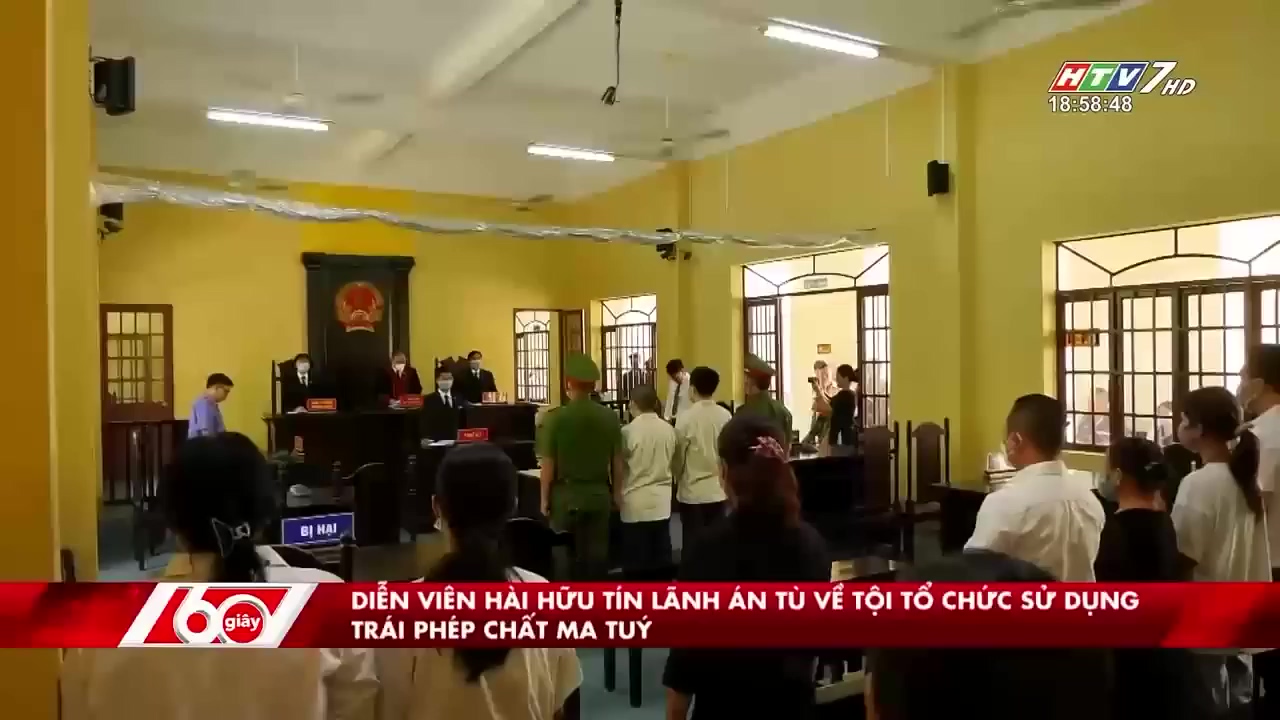 HTV7 HD
18:58:48
BỊ HẠI
60 giây
DIỄN VIÊN HÀI HỮU TÍN LÃNH ÁN TÙ VỀ TỘI TỔ CHỨC SỬ DỤNG
TRÁI PHÉP CHẤT MA TUÝ